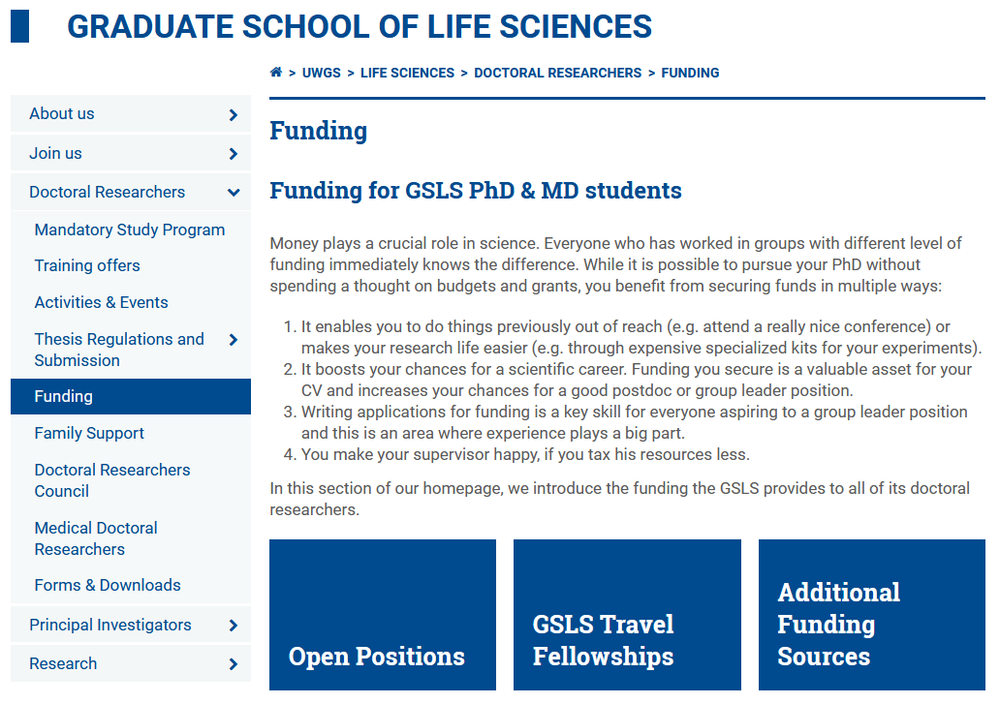 GRADUATE SCHOOL OF LIFE SCIENCES
> UWGS > LIFE SCIENCES > DOCTORAL RESEARCHERS > FUNDING
About us
Join us
Doctoral Researchers
Mandatory Study Program
Training offers
Activities & Events
Thesis Regulations and
Submission
Funding
Family Support
Doctoral Researchers
Council
Medical Doctoral
Researchers
Forms & Downloads
Principal Investigators
Research
Funding
Funding for GSLS PhD & MD students
Money plays a crucial role in science. Everyone who has worked in groups with different level of
funding immediately knows the difference. While it is possible to pursue your PhD without
spending a thought on budgets and grants, you benefit from securing funds in multiple ways:
1. It enables you to do things previously out of reach (e.g. attend a really nice conference) or
makes your research life easier (e.g. through expensive specialized kits for your experiments).
2. It boosts your chances for a scientific career. Funding you secure is a valuable asset for your
CV and increases your chances for a good postdoc or group leader position.
3. Writing applications for funding is a key skill for everyone aspiring to a group leader position
and this is an area where experience plays a big part.
4. You make your supervisor happy, if you tax his resources less.
In this section of our homepage, we introduce the funding the GSLS provides to all of its doctoral
researchers.
Open Positions
GSLS Travel
Fellowships
Additional
Funding
Sources